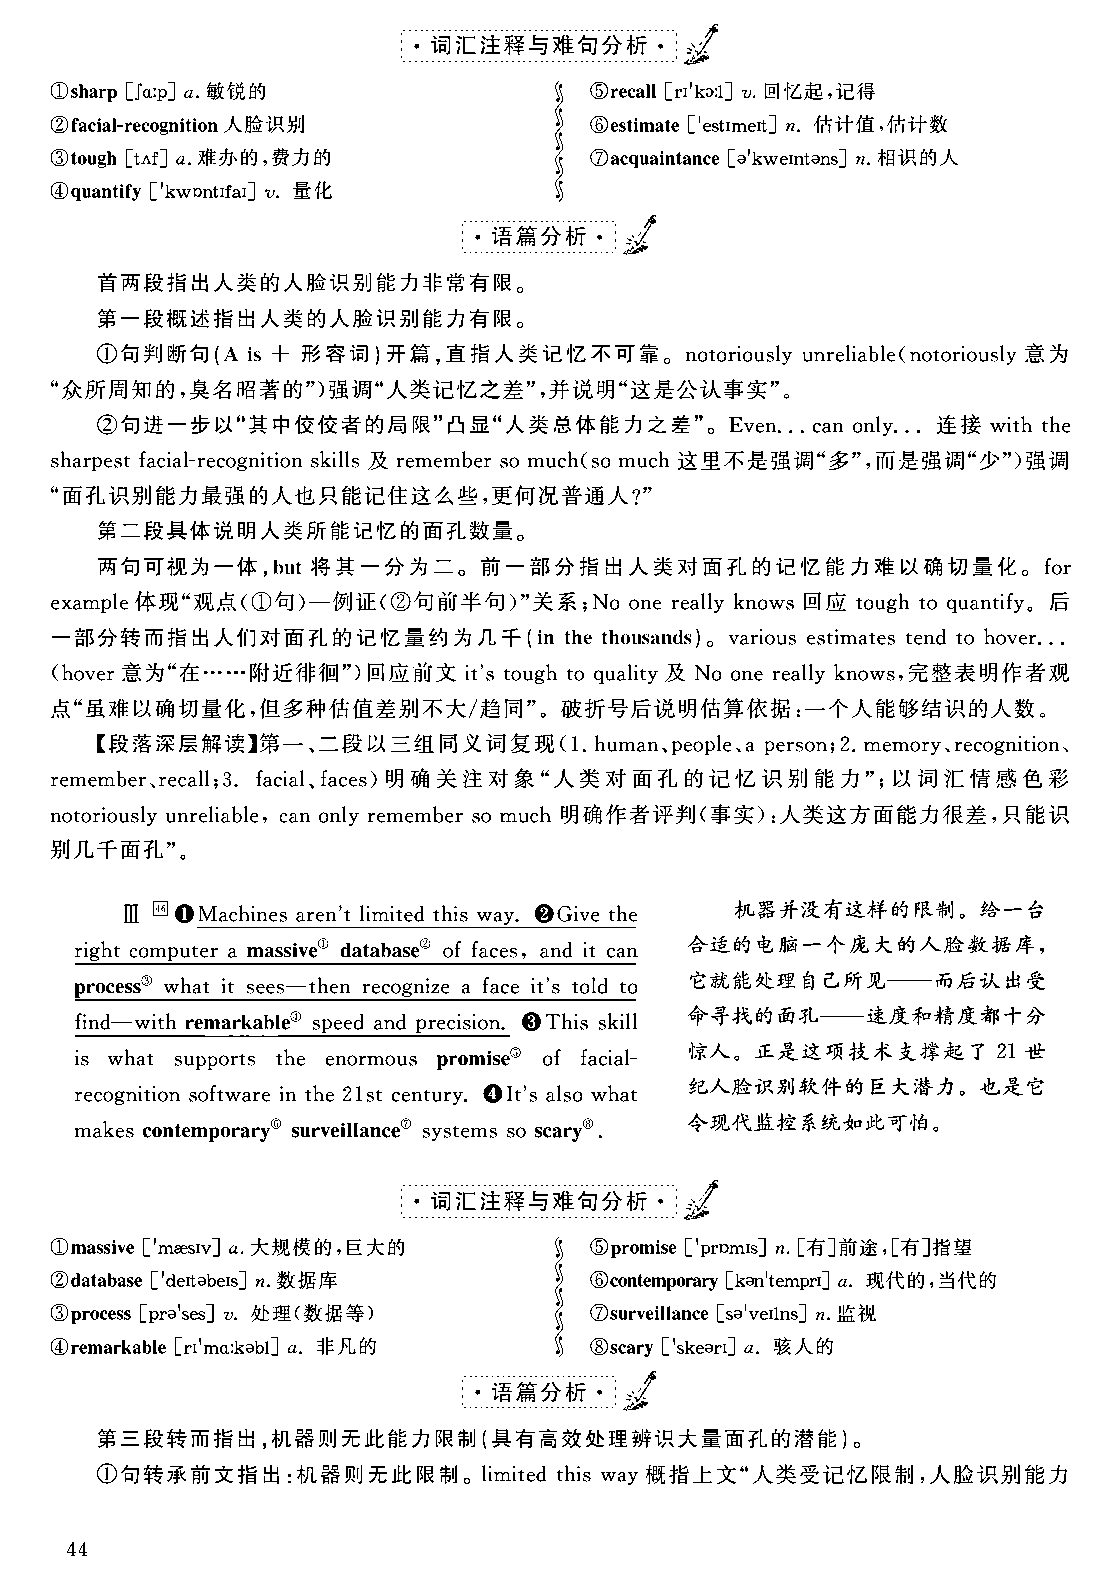 ·词汇注释与难句分析·
①sharp [ʃɑːp] a. 敏锐的
②facial-recognition 人脸识别
③tough [tʌf] a. 难办的,费力的
④quantify ['kwɒntɪfaɪ] v. 量化
⑤recall [rɪ'kɔːl] v. 回忆起,记得
⑥estimate ['estɪmeɪt] n. 估计值,估计数
⑦acquaintance [ə'kweɪntəns] n. 相识的人
·语篇分析·
首两段指出人类的人脸识别能力非常有限。
第一段概述指出人类的人脸识别能力有限。
①句判断句(A is ＋ 形容词)开篇,直指人类记忆不可靠。notoriously unreliable(notoriously 意为
“众所周知的,臭名昭著的”)强调“人类记忆之差”,并说明“这是公认事实”。
②句进一步以“其中佼佼者的局限”凸显“人类总体能力之差”。Even...can only... 连接 with the
sharpest facial-recognition skills 及 remember so much(so much 这里不是强调“多”,而是强调“少”)强调
“面孔识别能力最强的人也只能记住这么些,更何况普通人?”
第二段具体说明人类所能记忆的面孔数量。
两句可视为一体,but 将其一分为二。前一部分指出人类对面孔的记忆能力难以确切量化。for
example 体现“观点(①句)—例证(②句前半句)”关系;No one really knows 回应 tough to quantify。后
一部分转而指出人们对面孔的记忆量约为几千(in the thousands)。various estimates tend to hover...
(hover 意为“在……附近徘徊”)回应前文 it's tough to quality 及 No one really knows,完整表明作者观
点“虽难以确切量化,但多种估值差别不大/趋同”。破折号后说明估算依据:一个人能够结识的人数。
【段落深层解读】第一、二段以三组同义词复现(1. human、people、a person;2. memory、recognition、
remember、recall;3. facial、faces)明确关注对象“人类对面孔的记忆识别能力”;以词汇情感色彩
notoriously unreliable, can only remember so much 明确作者评判(事实):人类这方面能力很差,只能识
别几千面孔”。
Ⅲ 46 ❶Machines aren't limited this way. ❷Give the
right computer a massive① database② of faces, and it can
process③ what it sees—then recognize a face it's told to
find—with remarkable④ speed and precision. ❸This skill
is what supports the enormous promise⑤ of facial-
recognition software in the 21st century. ❹It's also what
makes contemporary⑥ surveillance⑦ systems so scary⑧.
机器并没有这样的限制。给一台
合适的电脑一个庞大的人脸数据库,
它就能处理自己所见——而后认出受
命寻找的面孔——速度和精度都十分
惊人。正是这项技术支撑起了 21 世
纪人脸识别软件的巨大潜力。也是它
令现代监控系统如此可怕。
·词汇注释与难句分析·
①massive ['mæsɪv] a. 大规模的,巨大的
②database ['deɪtəbeɪs] n. 数据库
③process [prə'ses] v. 处理(数据等)
④remarkable [rɪ'mɑːkəbl] a. 非凡的
⑤promise ['prɒmɪs] n. [有]前途,[有]指望
⑥contemporary [kən'temprɪ] a. 现代的,当代的
⑦surveillance [sə'veɪlns] n. 监视
⑧scary ['skeərɪ] a. 骇人的
·语篇分析·
第三段转而指出,机器则无此能力限制(具有高效处理辨识大量面孔的潜能)。
①句转承前文指出:机器则无此限制。limited this way 概指上文“人类受记忆限制,人脸识别能力
44